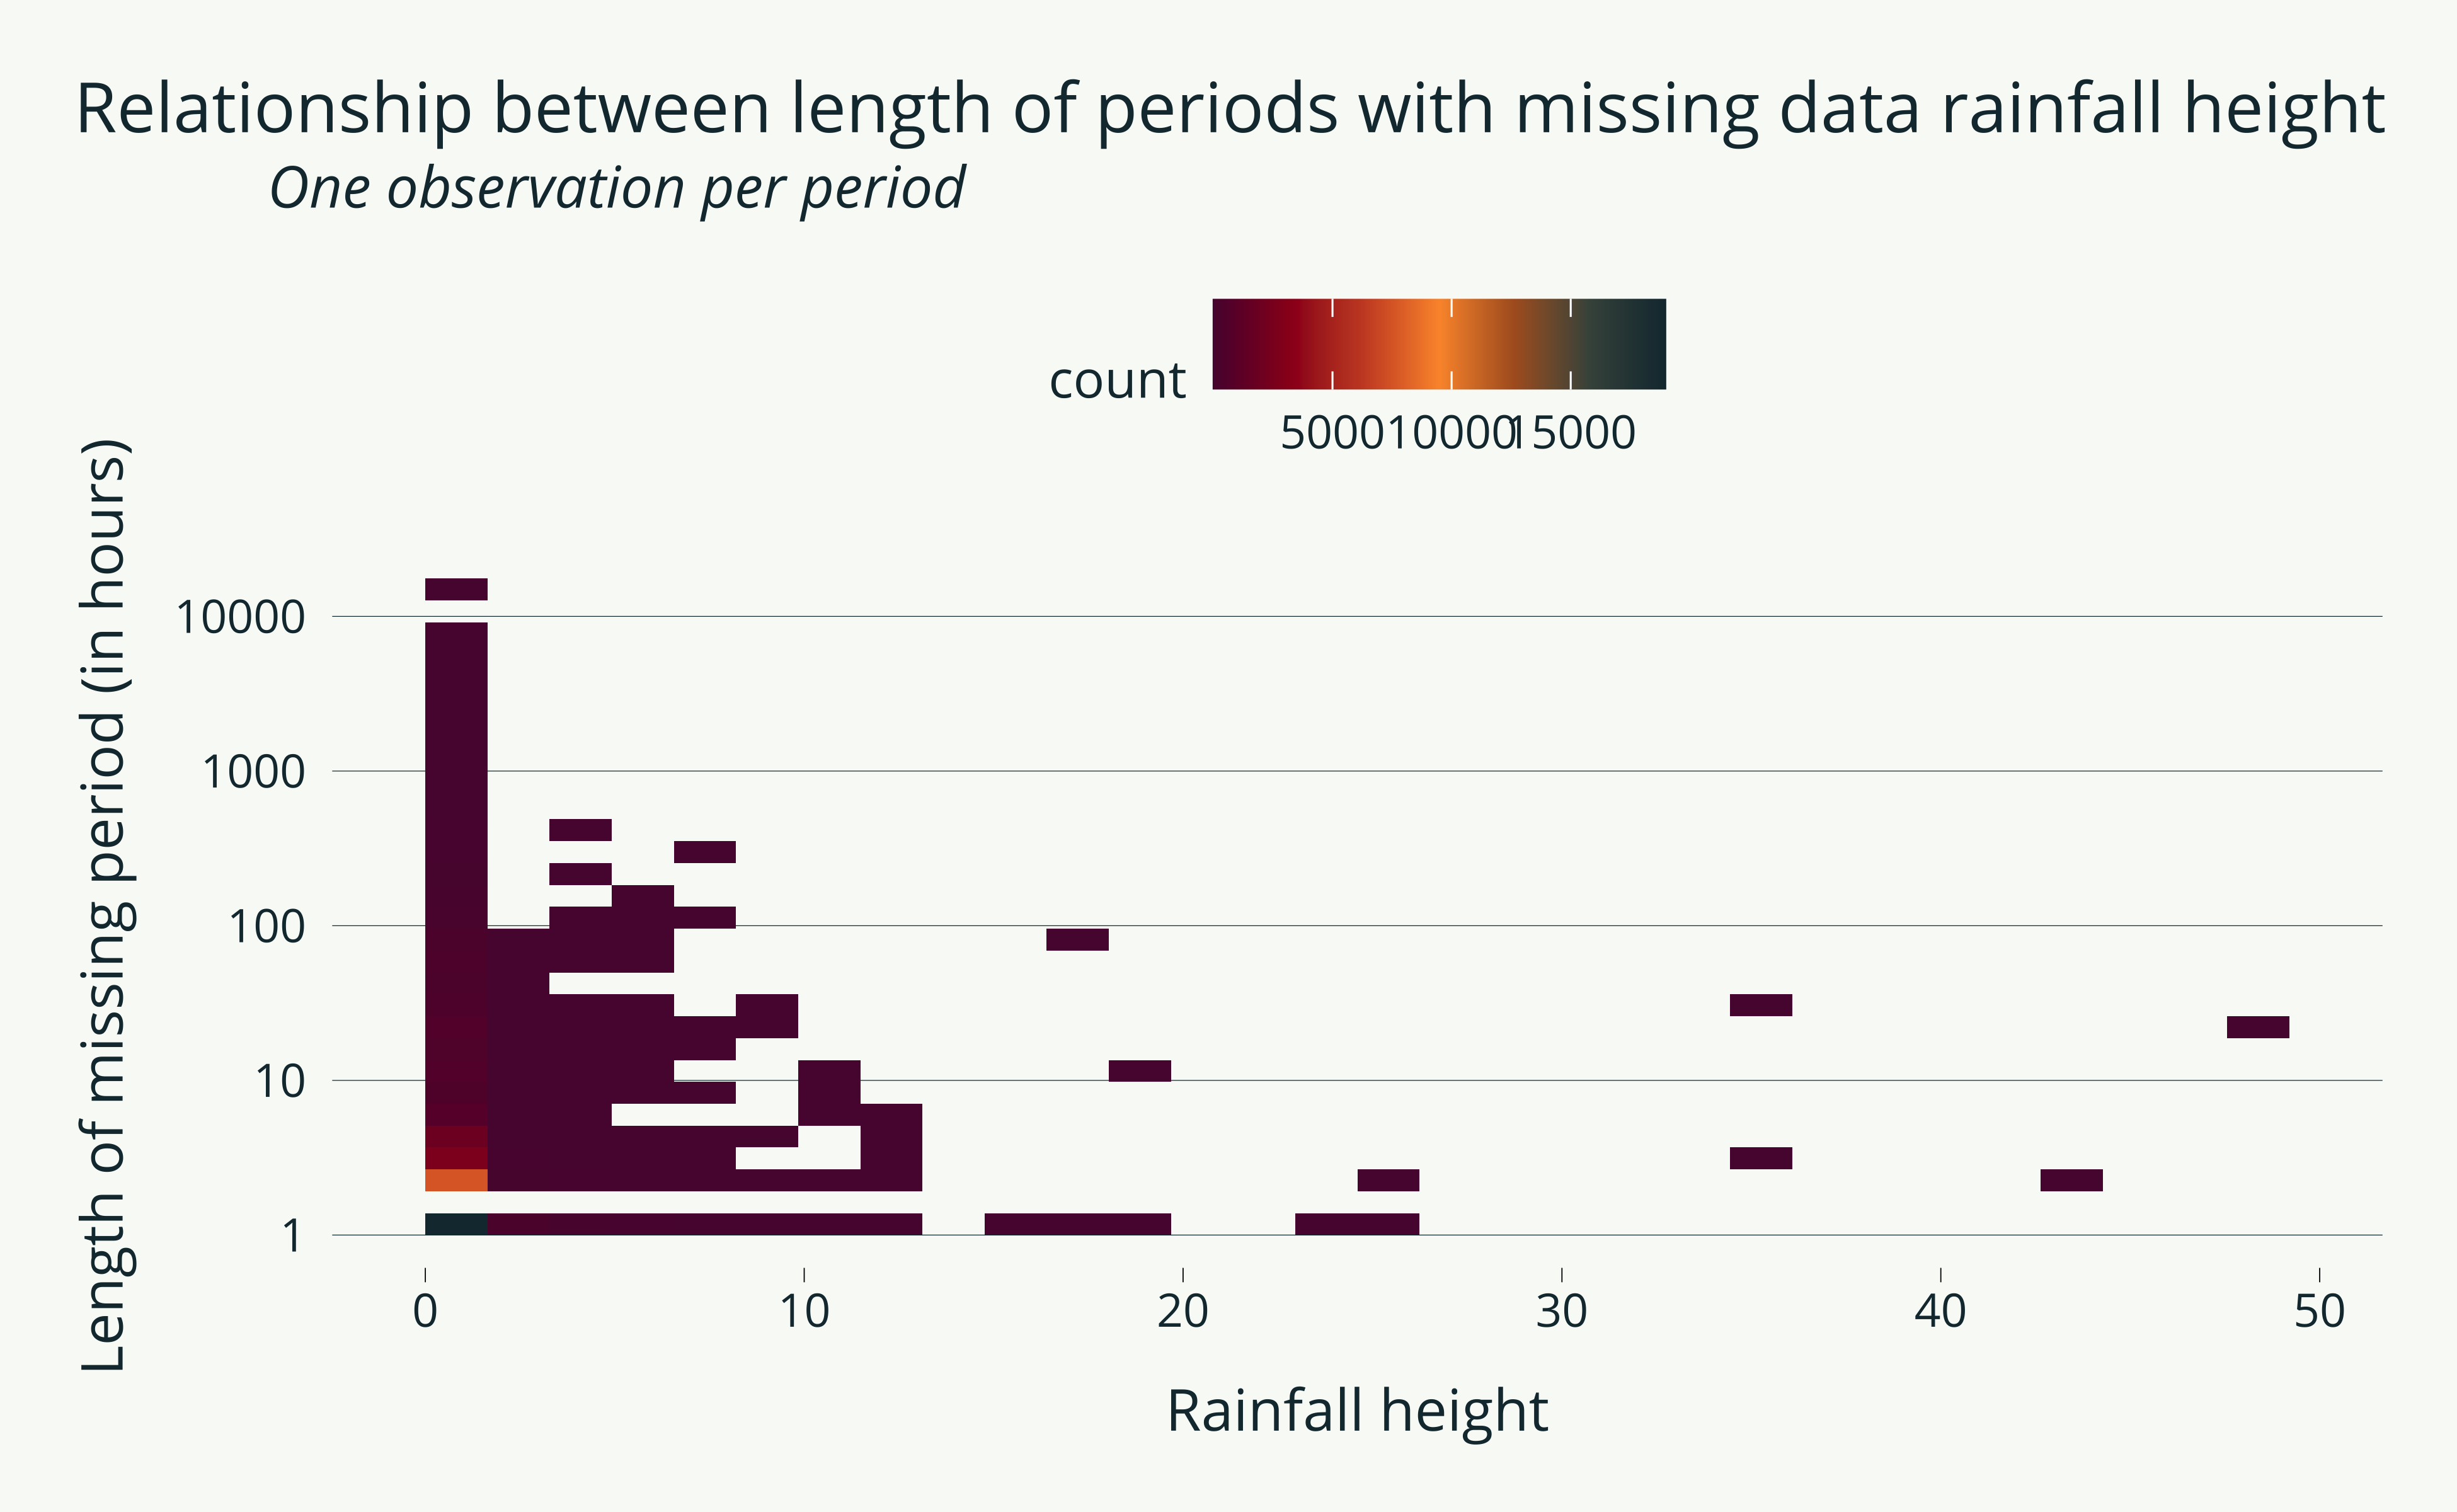 Relationship between length of periods with missing data rainfall height
One observation per period
count
5000 10000 15000
Length of missing period (in hours)
10000
1000
100
10
1
0 10 20 30 40 50
Rainfall height